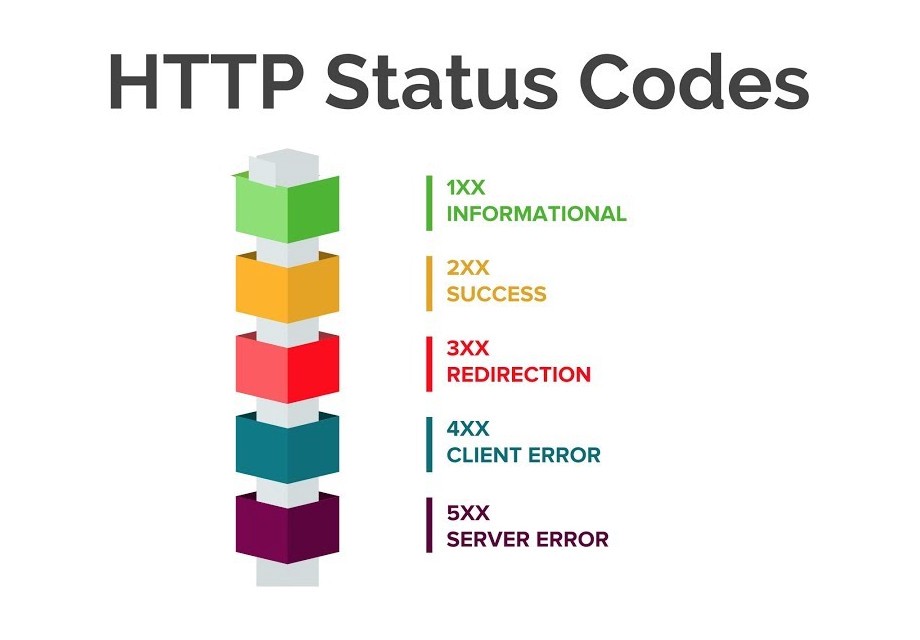 HTTP Status Codes
1XX
INFORMATIONAL
2XX
SUCCESS
3XX
REDIRECTION
4XX
CLIENT ERROR
5XX
SERVER ERROR